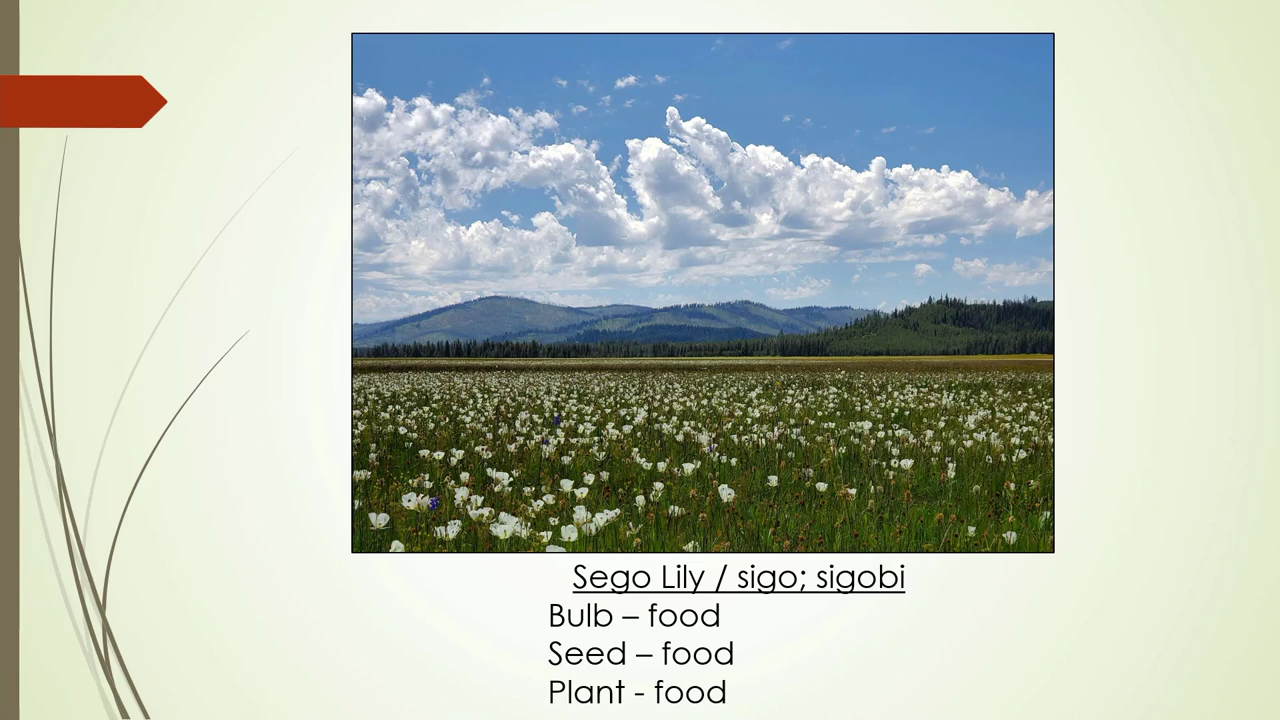 Sego Lily / sigo; sigobi
Bulb – food
Seed – food
Plant - food